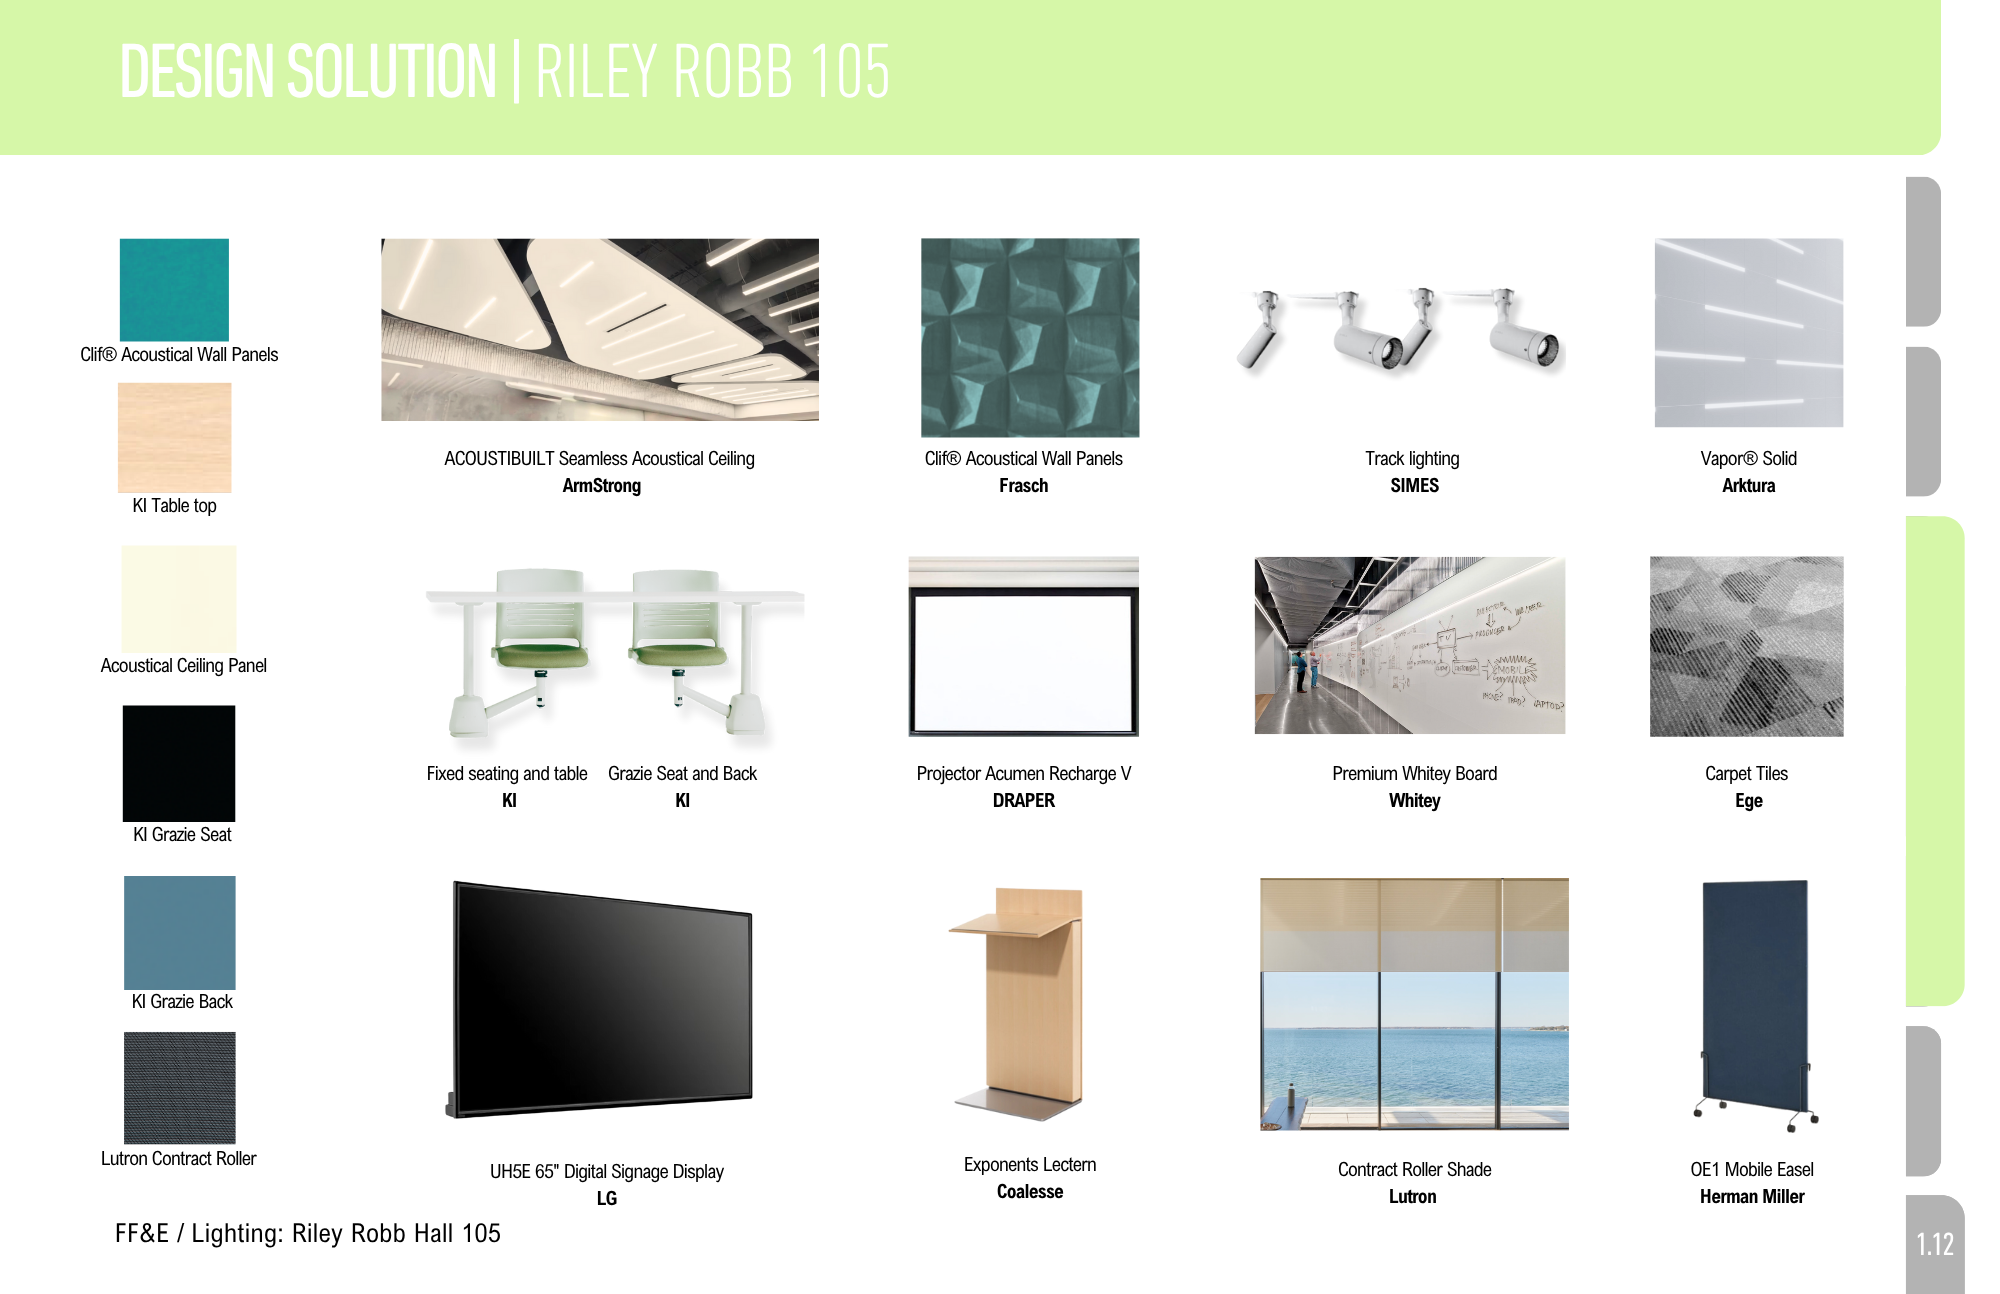 DESIGN SOLUTION | RILEY ROBB 105
Clif® Acoustical Wall Panels
KI Table top
Acoustical Ceiling Panel
KI Grazie Seat
KI Grazie Back
Lutron Contract Roller
ACOUSTIBUILT Seamless Acoustical Ceiling
ArmStrong
Clif® Acoustical Wall Panels
Frasch
Track lighting
SIMES
Vapor® Solid
Arktura
Fixed seating and table
KI
Grazie Seat and Back
KI
Projector Acumen Recharge V
DRAPER
TV
PRODUCER
MOBILE
LAPTOP?
Premium Whitey Board
Whitey
Carpet Tiles
Ege
UH5E 65" Digital Signage Display
LG
Exponents Lectern
Coalesse
Contract Roller Shade
Lutron
OE1 Mobile Easel
Herman Miller
FF&E / Lighting: Riley Robb Hall 105
1.12